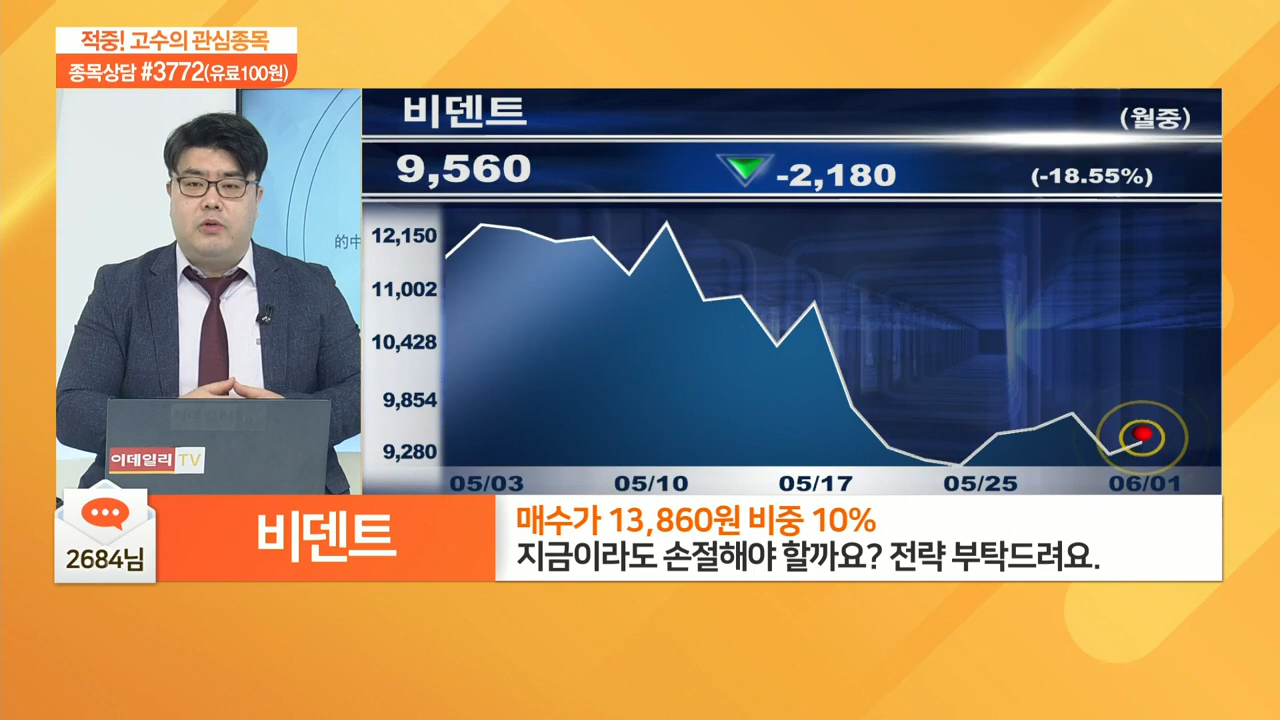 적중! 고수의 관심종목
종목상담 #3772(유료100원)
的中
비덴트
(월중)
9,560
-2,180
(-18.55%)
12,150
11,002
10,428
9,854
9,280
05/03 05/10 05/17 05/25 06/01
이데일리 TV
2684님
비덴트
매수가 13,860원 비중 10%
지금이라도 손절해야 할까요? 전략 부탁드려요.